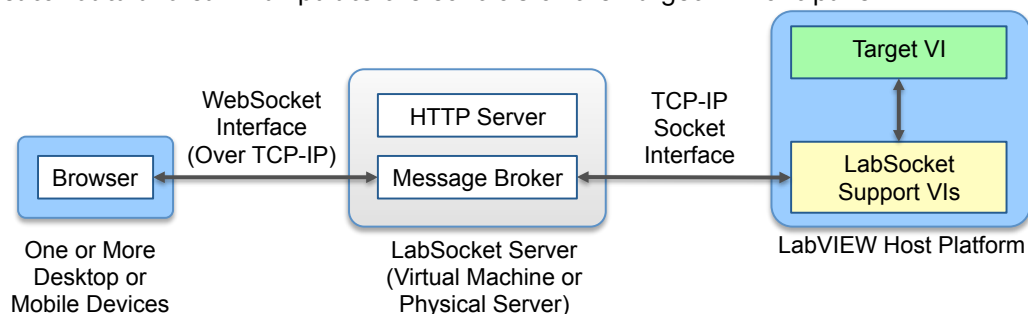 Target VI
WebSocket
Interface
(Over TCP-IP)
HTTP Server
TCP-IP
Socket
Interface
Browser
Message Broker
LabSocket
Support VIs
One or More
Desktop or
Mobile Devices
LabSocket Server
(Virtual Machine or
Physical Server)
LabVIEW Host Platform